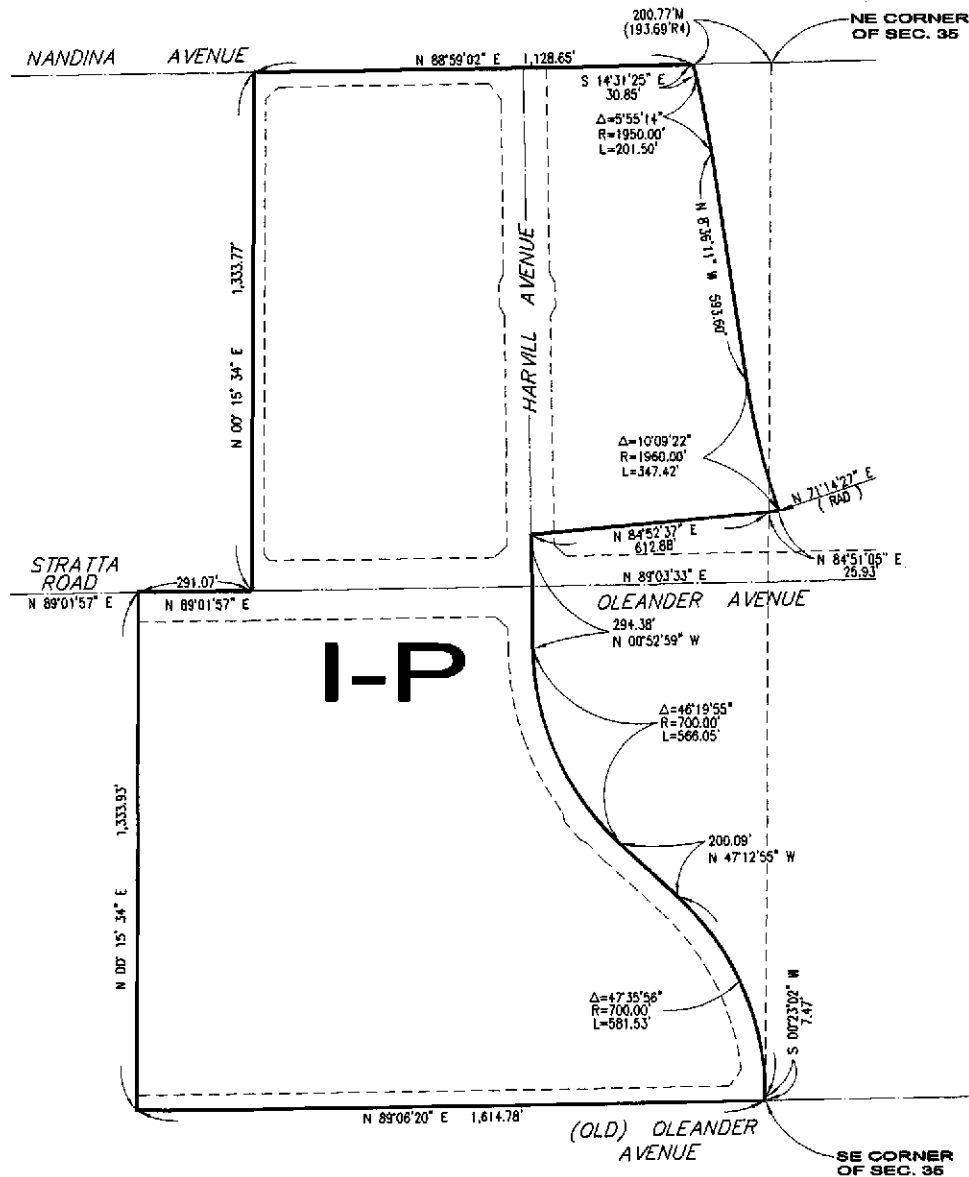 200.77'M
(193.69'R4)
NE CORNER
OF SEC. 35
NANDINA AVENUE
N 88°59'02" E 1,128.65'
S 14°31'25" E
30.85'
Δ=5°55'14"
R=1950.00'
L=201.50'
N 8°36'11" W 593.60'
1,333.77'
N 00° 15' 34" E
HARVILL AVENUE
Δ=10°09'22"
R=1960.00'
L=347.42'
N 71°14'27" E
( RAD )
N 84°52'37" E
612.88'
N 84°51'05" E
25.93'
STRATTA
ROAD
291.07'
N 89°01'57" E
N 89°01'57" E
N 89°03'33" E
OLEANDER AVENUE
294.38'
N 00°52'59" W
I-P
Δ=46°19'55"
R=700.00'
L=566.05'
1,333.93'
N 00° 15' 34" E
200.09'
N 47°12'55" W
Δ=47°35'56"
R=700.00'
L=581.53'
S 00°23'02" W
7.47'
N 89°06'20" E 1,614.78'
(OLD) OLEANDER
AVENUE
SE CORNER
OF SEC. 35